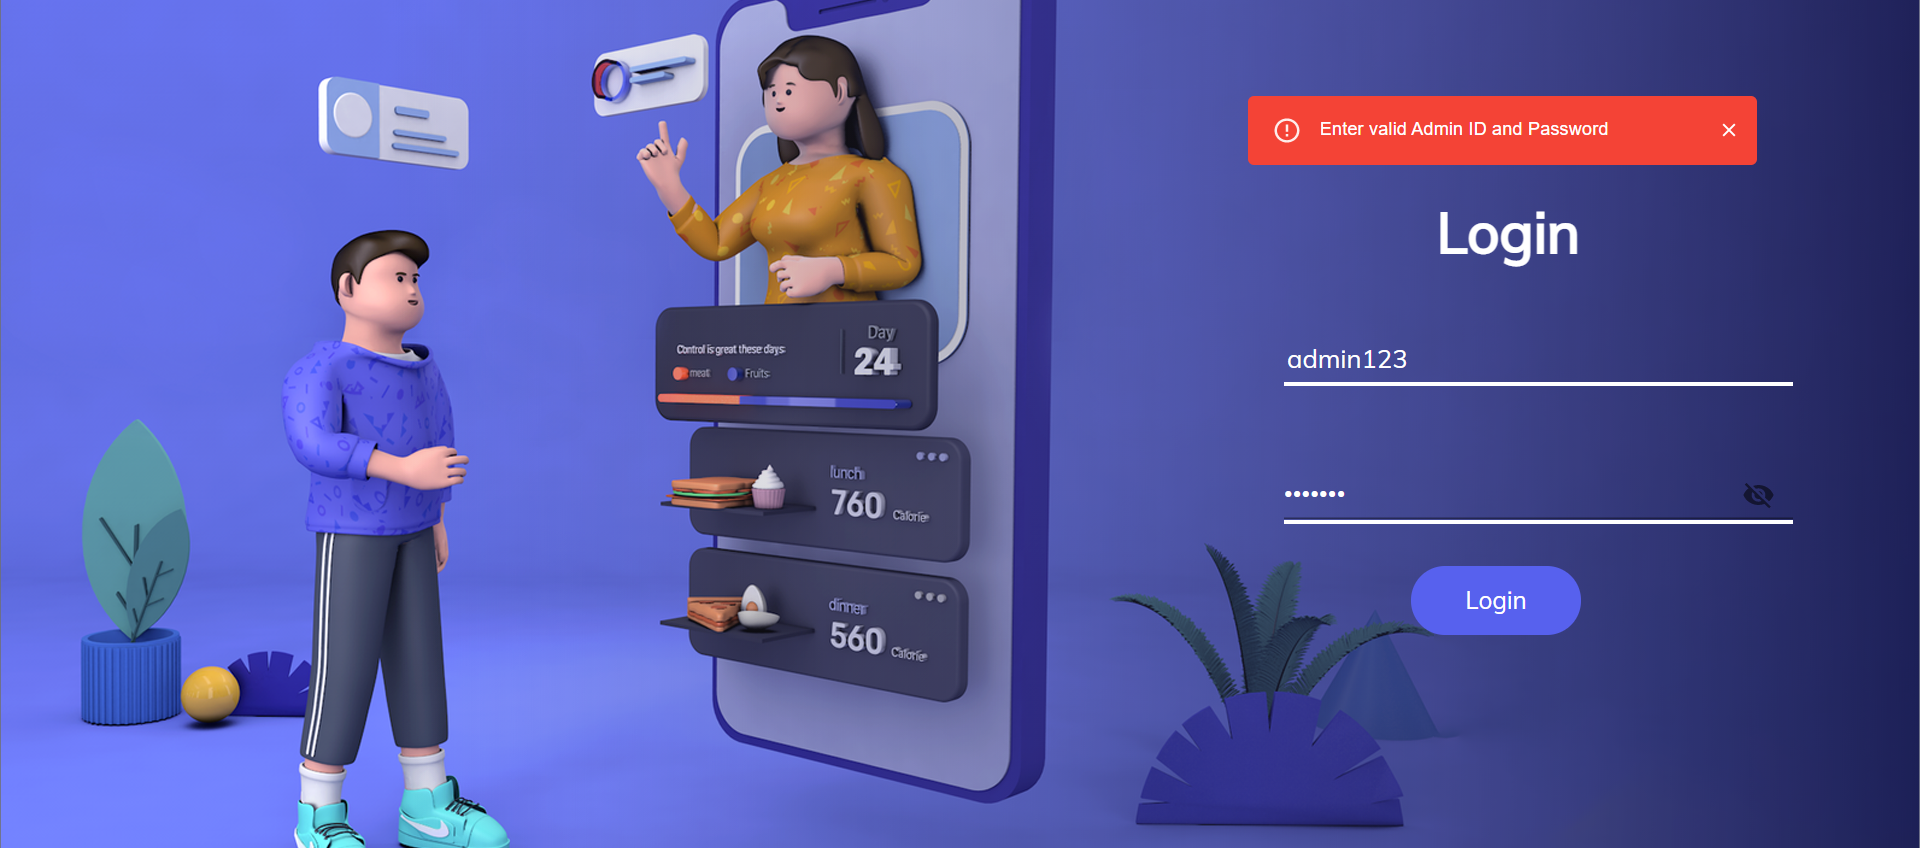 Enter valid Admin ID and Password
Login
admin123
•••••••
Login
Control is great these days
meat Fruits
Day
24
lunch
760 Calorie
dinner
560 Calorie